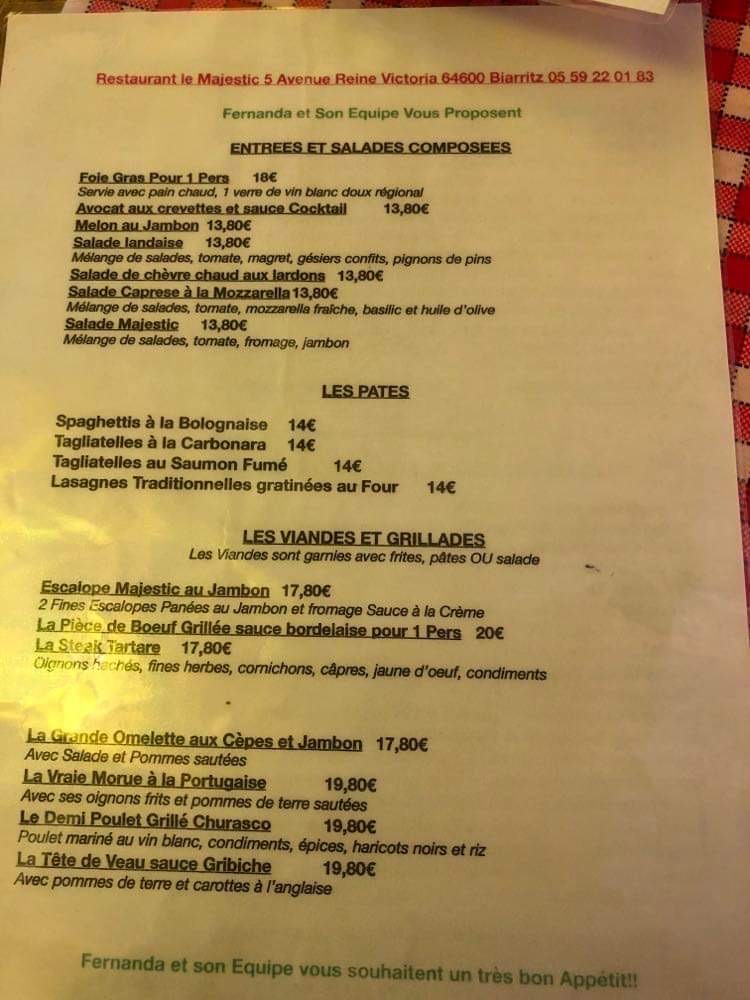 Restaurant le Majestic 5 Avenue Reine Victoria 64600 Biarritz 05 59 22 01 83
Fernanda et Son Equipe Vous Proposent
ENTREES ET SALADES COMPOSEES
Foie Gras Pour 1 Pers 18€
Servie avec pain chaud, 1 verre de vin blanc doux régional
Avocat aux crevettes et sauce Cocktail 13,80€
Melon au Jambon 13,80€
Salade landaise 13,80€
Mélange de salades, tomate, magret, gésiers confits, pignons de pins
Salade de chèvre chaud aux lardons 13,80€
Salade Caprese à la Mozzarella 13,80€
Mélange de salades, tomate, mozzarella fraîche, basilic et huile d'olive
Salade Majestic 13,80€
Mélange de salades, tomate, fromage, jambon
LES PATES
Spaghettis à la Bolognaise 14€
Tagliatelles à la Carbonara 14€
Tagliatelles au Saumon Fumé 14€
Lasagnes Traditionnelles gratinées au Four 14€
LES VIANDES ET GRILLADES
Les Viandes sont garnies avec frites, pâtes OU salade
Escalope Majestic au Jambon 17,80€
2 Fines Escalopes Panées au Jambon et fromage Sauce à la Crème
La Pièce de Boeuf Grillée sauce bordelaise pour 1 Pers 20€
La Steak Tartare 17,80€
Oignons hachés, fines herbes, cornichons, câpres, jaune d'oeuf, condiments
La Grande Omelette aux Cèpes et Jambon 17,80€
Avec Salade et Pommes sautées
La Vraie Morue à la Portugaise 19,80€
Avec ses oignons frits et pommes de terre sautées
Le Demi Poulet Grillé Churasco 19,80€
Poulet mariné au vin blanc, condiments, épices, haricots noirs et riz
La Tête de Veau sauce Gribiche 19,80€
Avec pommes de terre et carottes à l'anglaise
Fernanda et son Equipe vous souhaitent un très bon Appétit!!